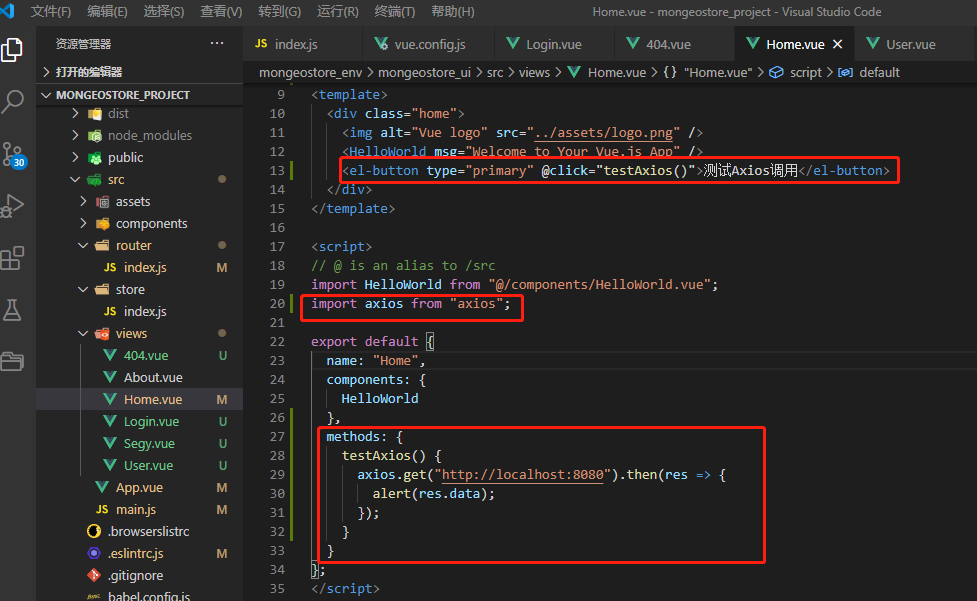 文件(F) 编辑(E) 选择(S) 查看(V) 转到(G) 运行(R) 终端(T) 帮助(H) Home.vue - mongeostore_project - Visual Studio Code
资源管理器 ···
JS index.js vue.config.js Login.vue 404.vue Home.vue × User.vue
打开的编辑器
mongeostore_env > mongeostore_ui > src > views > Home.vue > {} "Home.vue" > script > default
MONGEOSTORE_PROJECT
dist
node_modules
public
30
src
assets
components
router
JS index.js M
store
JS index.js
views
404.vue U
About.vue
Home.vue M
Login.vue U
Segy.vue U
User.vue U
App.vue M
JS main.js M
.browserslistrc
.eslintrc.js M
.gitignore
babel.config.js
9 <template>
10 <div class="home">
11 <img alt="Vue logo" src="../assets/logo.png" />
12 <HelloWorld msg="Welcome to Your Vue.js App" />
13 <el-button type="primary" @click="testAxios()">测试Axios调用</el-button>
14 </div>
15 </template>
16
17 <script>
18 // @ is an alias to /src
19 import HelloWorld from "@/components/HelloWorld.vue";
20 import axios from "axios";
21
22 export default {
23 name: "Home",
24 components: {
25 HelloWorld
26 },
27 methods: {
28 testAxios() {
29 axios.get("http://localhost:8080").then(res => {
30 alert(res.data);
31 });
32 }
33 }
34 };
35 </script>